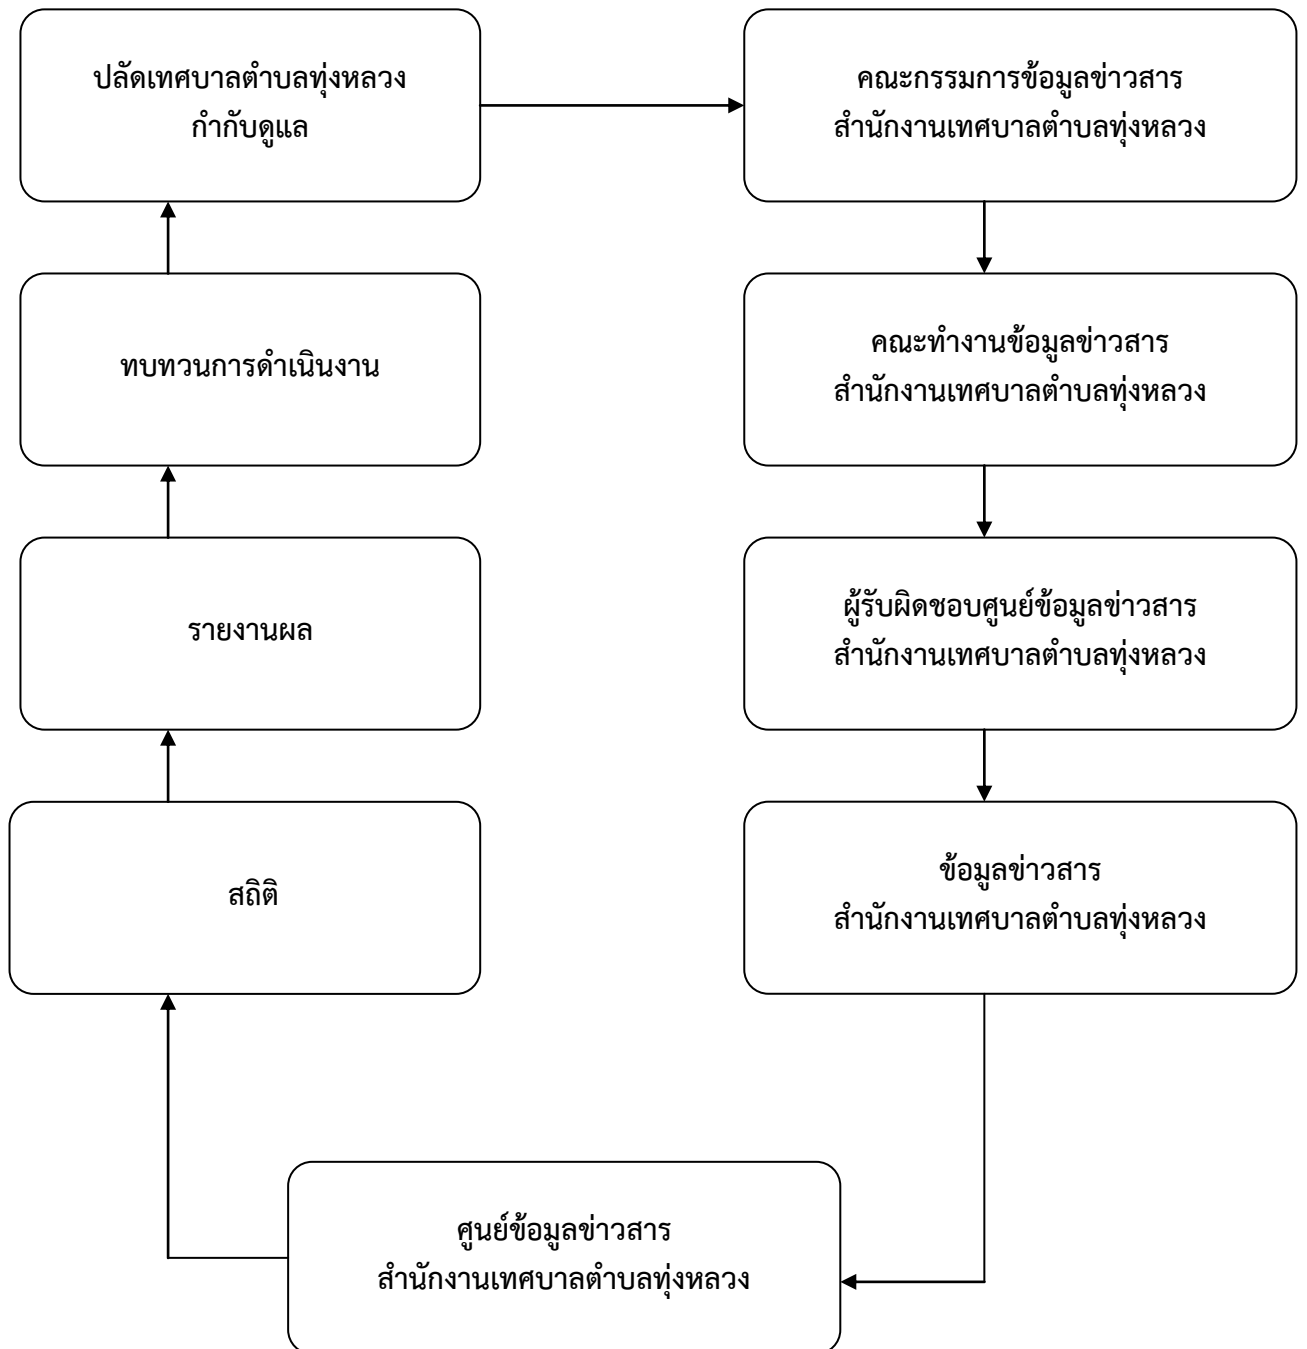 ปลัดเทศบาลตำบลทุ่งหลวง
กำกับดูแล
คณะกรรมการข้อมูลข่าวสาร
สำนักงานเทศบาลตำบลทุ่งหลวง
ทบทวนการดำเนินงาน
คณะทำงานข้อมูลข่าวสาร
สำนักงานเทศบาลตำบลทุ่งหลวง
รายงานผล
ผู้รับผิดชอบศูนย์ข้อมูลข่าวสาร
สำนักงานเทศบาลตำบลทุ่งหลวง
สถิติ
ข้อมูลข่าวสาร
สำนักงานเทศบาลตำบลทุ่งหลวง
ศูนย์ข้อมูลข่าวสาร
สำนักงานเทศบาลตำบลทุ่งหลวง